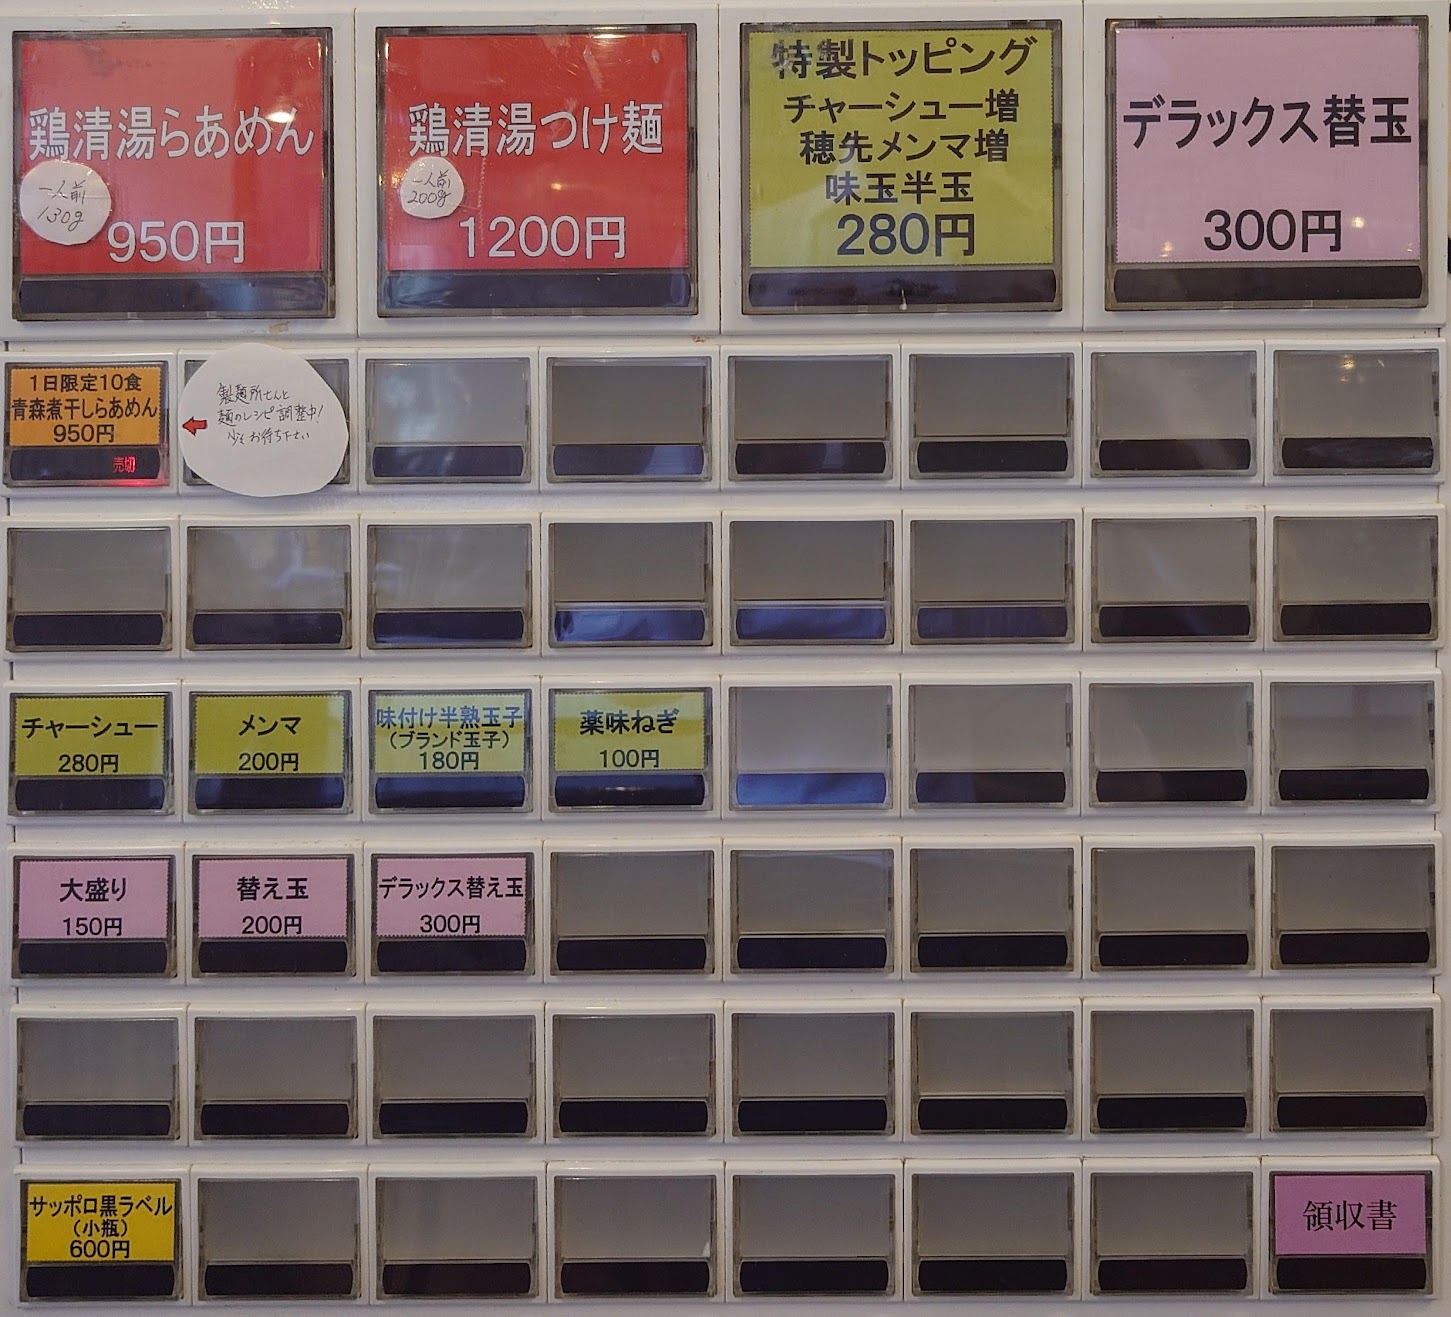 鶏清湯らあめん
一人前
130g
950円
鶏清湯つけ麺
一人前
200g
1200円
特製トッピング
チャーシュー増
穂先メンマ増
味玉半玉
280円
デラックス替玉
300円
1日限定10食
青森煮干しらあめん
950円
売切
製麺所さんと
麺のレシピ調整中!
少々お待ち下さい
チャーシュー
280円
メンマ
200円
味付け半熟玉子
(ブランド玉子)
180円
薬味ねぎ
100円
大盛り
150円
替え玉
200円
デラックス替え玉
300円
サッポロ黒ラベル
(小瓶)
600円
領収書